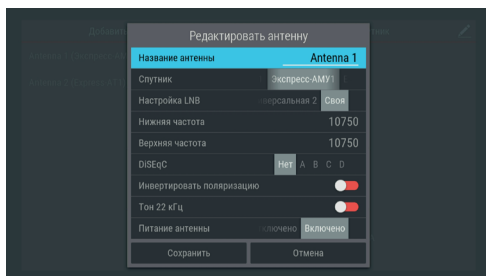 Редактировать антенну
Название антенны Antenna 1
Спутник Экспресс-АМУ1
Настройка LNB Своя
Нижняя частота 10750
Верхняя частота 10750
DiSEqC Нет A B C D
Инвертировать поляризацию
Тон 22 кГц
Питание антенны Включено
Сохранить Отмена